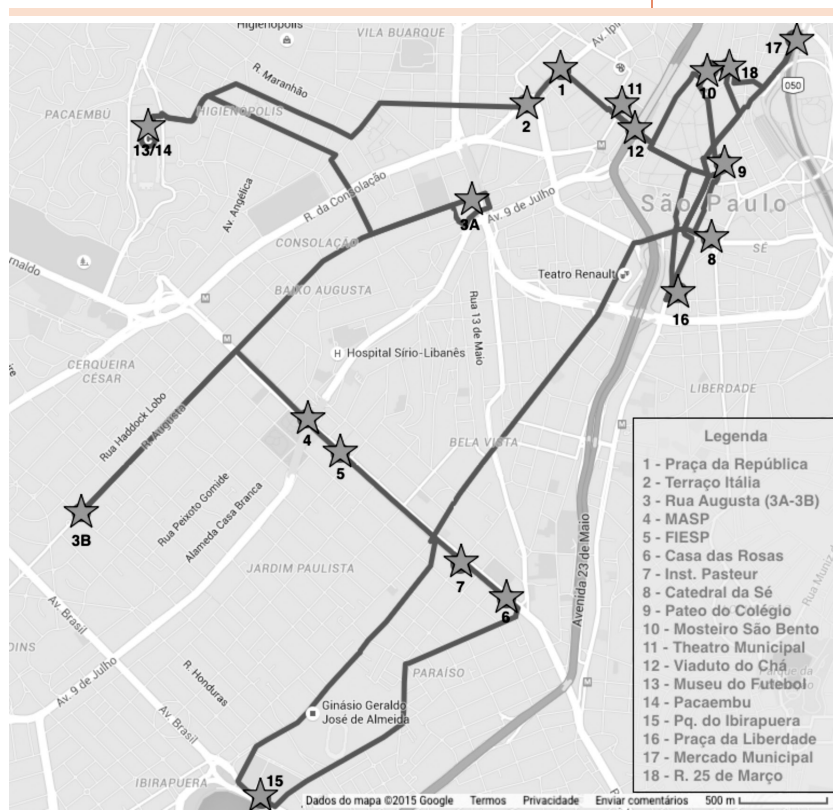 Higienópolis
VILA BUARQUE
Av. Ipi
17
1
10
18
050
R. Maranhão
11
PACAEMBU
HIGIENÓPOLIS
2
12
13/14
9
Av. Angélica
R. da Consolação
Av. 9 de Julho
São Paulo
3A
CONSOLAÇÃO
8
SÉ
rnaldo
Teatro Renault
BAIXO AUGUSTA
16
Rua 13 de Maio
H Hospital Sírio-Libanês
CERQUEIRA
CÉSAR
LIBERDADE
Rua Haddock Lobo
R. Augusta
4
BELA VISTA
5
Rua Peixoto Gomide
Alameda Casa Branca
3B
7
6
JARDIM PAULISTA
Avenida 23 de Maio
Av. Brasil
DINS
Av. 9 de Julho
R. Honduras
PARAÍSO
Av. Brasil
Ginásio Geraldo
José de Almeida
IBIRAPUERA
15
Legenda
1 - Praça da República
2 - Terraço Itália
3 - Rua Augusta (3A-3B)
4 - MASP
5 - FIESP
6 - Casa das Rosas
7 - Inst. Pasteur
8 - Catedral da Sé
9 - Pateo do Colégio
10 - Mosteiro São Bento
11 - Theatro Municipal
12 - Viaduto do Chá
13 - Museu do Futebol
14 - Pacaembu
15 - Pq. do Ibirapuera
16 - Praça da Liberdade
17 - Mercado Municipal
18 - R. 25 de Março
Rua Muniz d
Parque da
Dados do mapa ©2015 Google Termos Privacidade Enviar comentários 500 m